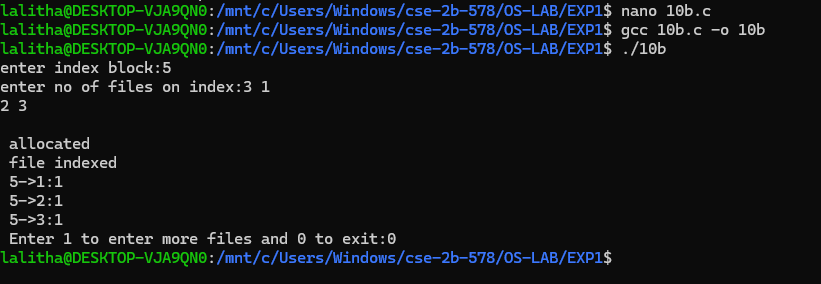 lalitha@DESKTOP-VJA9QN0:/mnt/c/Users/Windows/cse-2b-578/OS-LAB/EXP1$ nano 10b.c
lalitha@DESKTOP-VJA9QN0:/mnt/c/Users/Windows/cse-2b-578/OS-LAB/EXP1$ gcc 10b.c -o 10b
lalitha@DESKTOP-VJA9QN0:/mnt/c/Users/Windows/cse-2b-578/OS-LAB/EXP1$ ./10b
enter index block:5
enter no of files on index:3 1
2 3
allocated
file indexed
5->1:1
5->2:1
5->3:1
Enter 1 to enter more files and 0 to exit:0
lalitha@DESKTOP-VJA9QN0:/mnt/c/Users/Windows/cse-2b-578/OS-LAB/EXP1$